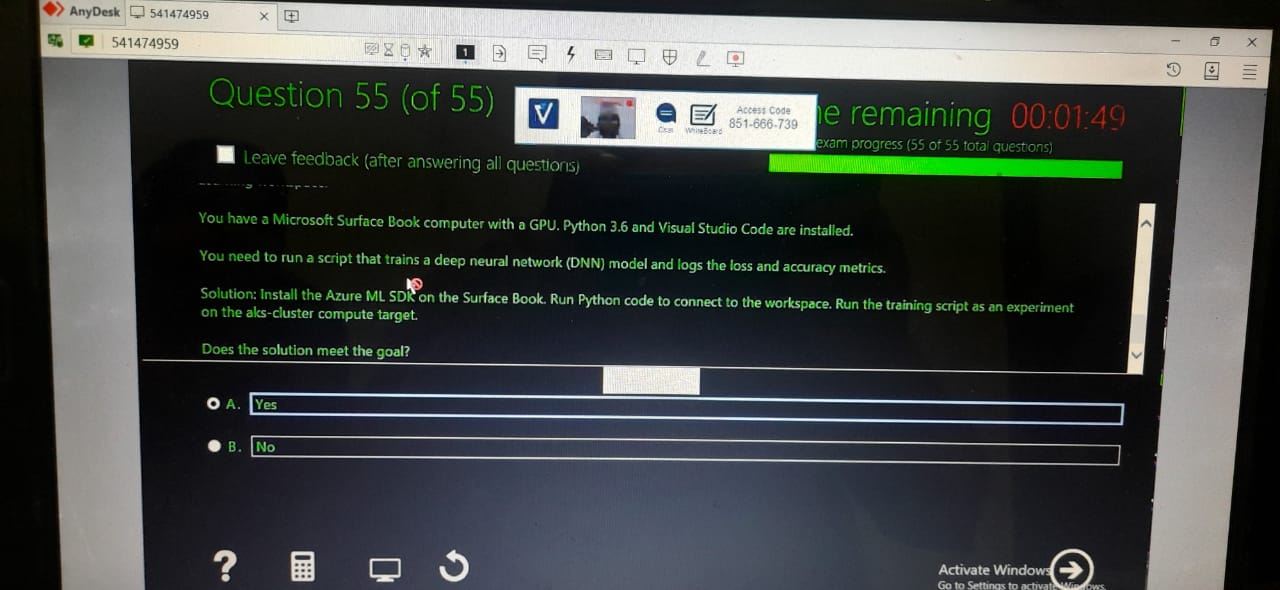 AnyDesk
541474959
541474959
1
Question 55 (of 55)
Access Code
851-666-739
Chat
WhiteBoard
remaining 00:01:49
exam progress (55 of 55 total questions)
Leave feedback (after answering all questions)
You have a Microsoft Surface Book computer with a GPU. Python 3.6 and Visual Studio Code are installed.
You need to run a script that trains a deep neural network (DNN) model and logs the loss and accuracy metrics.
Solution: Install the Azure ML SDK on the Surface Book. Run Python code to connect to the workspace. Run the training script as an experiment
on the aks-cluster compute target.
Does the solution meet the goal?
A. Yes
B. No
Activate Windows
Go to Settings to activate Windows.